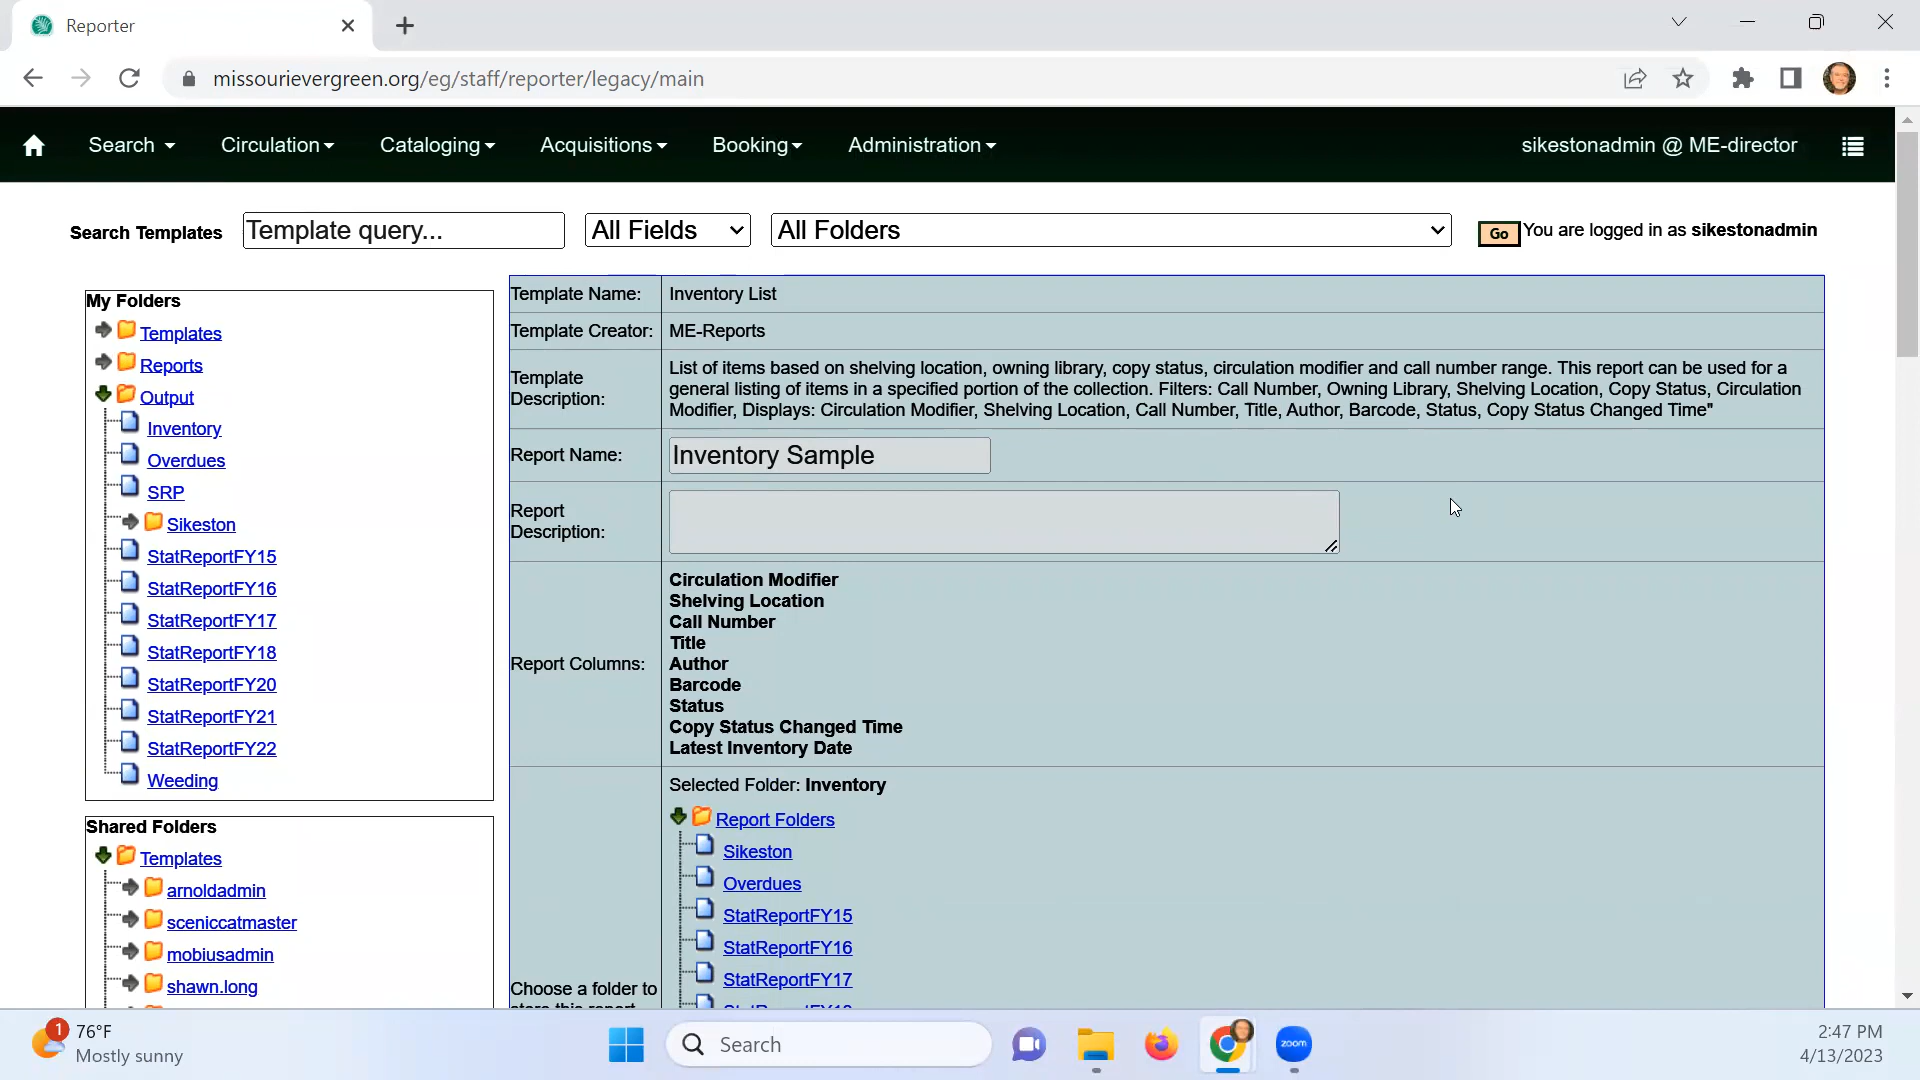 Reporter
missourievergreen.org/eg/staff/reporter/legacy/main
Search Circulation Cataloging Acquisitions Booking Administration sikestonadmin @ ME-director
Search Templates Template query... All Fields All Folders Go You are logged in as sikestonadmin
My Folders
Templates
Reports
Output
Inventory
Overdues
SRP
Sikeston
StatReportFY15
StatReportFY16
StatReportFY17
StatReportFY18
StatReportFY20
StatReportFY21
StatReportFY22
Weeding
Shared Folders
Templates
arnoldadmin
sceniccatmaster
mobiusadmin
shawn.long
Template Name: Inventory List
Template Creator: ME-Reports
Template
Description:
List of items based on shelving location, owning library, copy status, circulation modifier and call number range. This report can be used for a
general listing of items in a specified portion of the collection. Filters: Call Number, Owning Library, Shelving Location, Copy Status, Circulation
Modifier, Displays: Circulation Modifier, Shelving Location, Call Number, Title, Author, Barcode, Status, Copy Status Changed Time"
Report Name: Inventory Sample
Report
Description:
Report Columns:
Circulation Modifier
Shelving Location
Call Number
Title
Author
Barcode
Status
Copy Status Changed Time
Latest Inventory Date
Selected Folder: Inventory
Report Folders
Sikeston
Overdues
StatReportFY15
StatReportFY16
StatReportFY17
Choose a folder to
1
76°F
Mostly sunny
Search
zoom
2:47 PM
4/13/2023